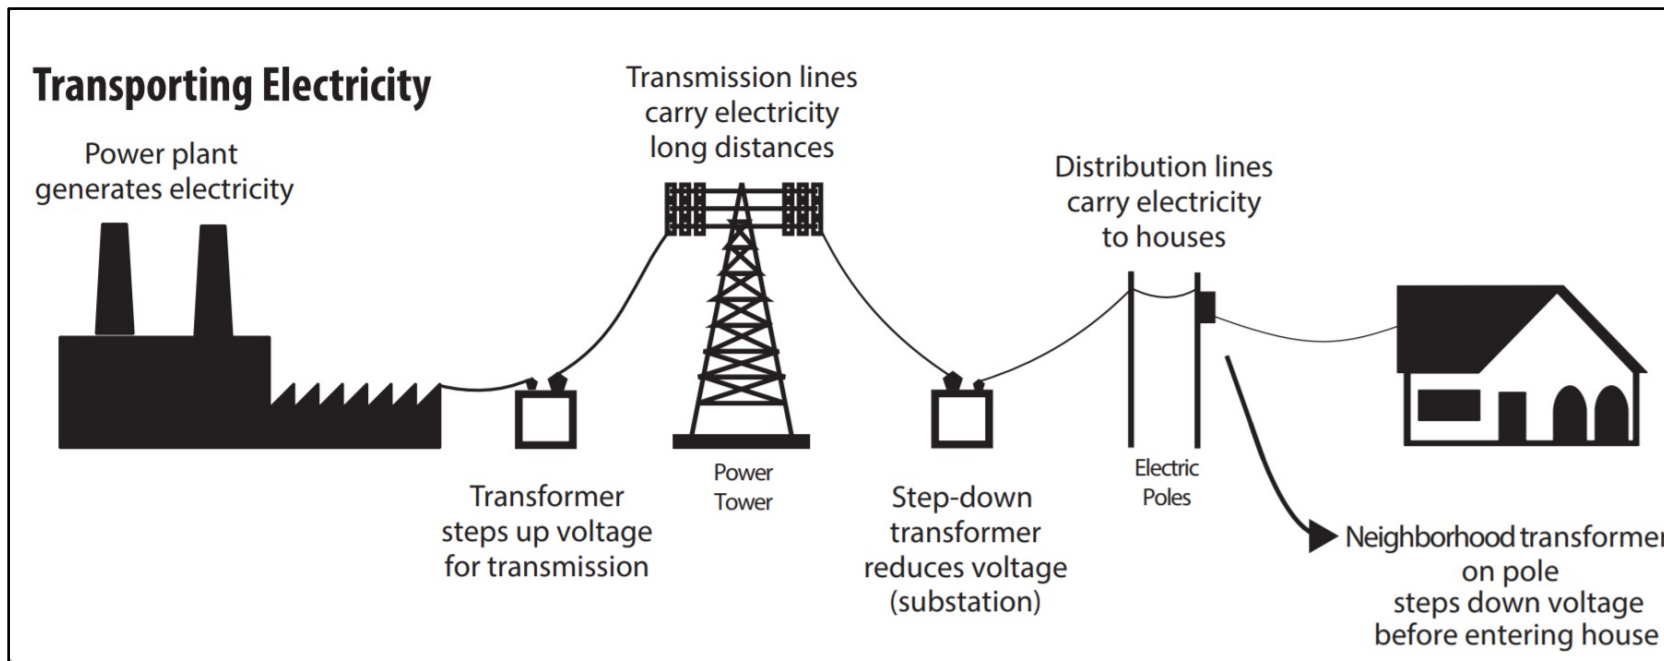 Transporting Electricity
Power plant
generates electricity
Transmission lines
carry electricity
long distances
Distribution lines
carry electricity
to houses
Transformer
steps up voltage
for transmission
Power
Tower
Step-down
transformer
reduces voltage
(substation)
Electric
Poles
Neighborhood transformer
on pole
steps down voltage
before entering house